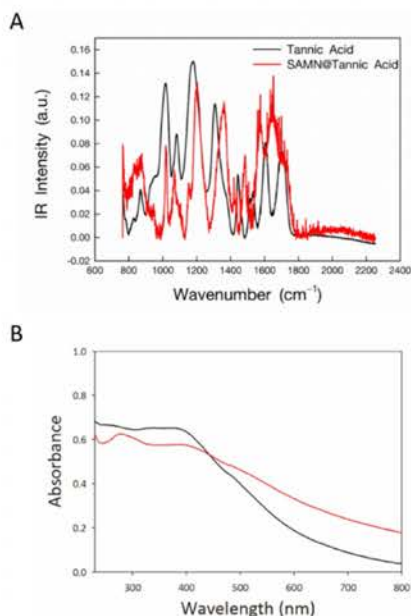 A
Tannic Acid
SAMN@Tannic Acid
IR Intensity (a.u.)
0.16
0.14
0.12
0.10
0.08
0.06
0.04
0.02
0.00
-0.02
600 800 1000 1200 1400 1600 1800 2000 2200 2400
Wavenumber (cm⁻¹)
B
Absorbance
1.0
0.8
0.6
0.4
0.2
0.0
300 400 500 600 700 800
Wavelength (nm)